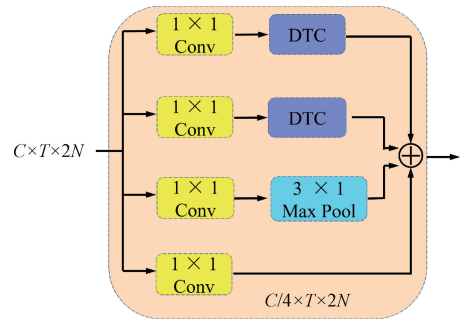 1 × 1
Conv
DTC
1 × 1
Conv
DTC
C×T×2N
1 × 1
Conv
3 × 1
Max Pool
1 × 1
Conv
C/4×T×2N